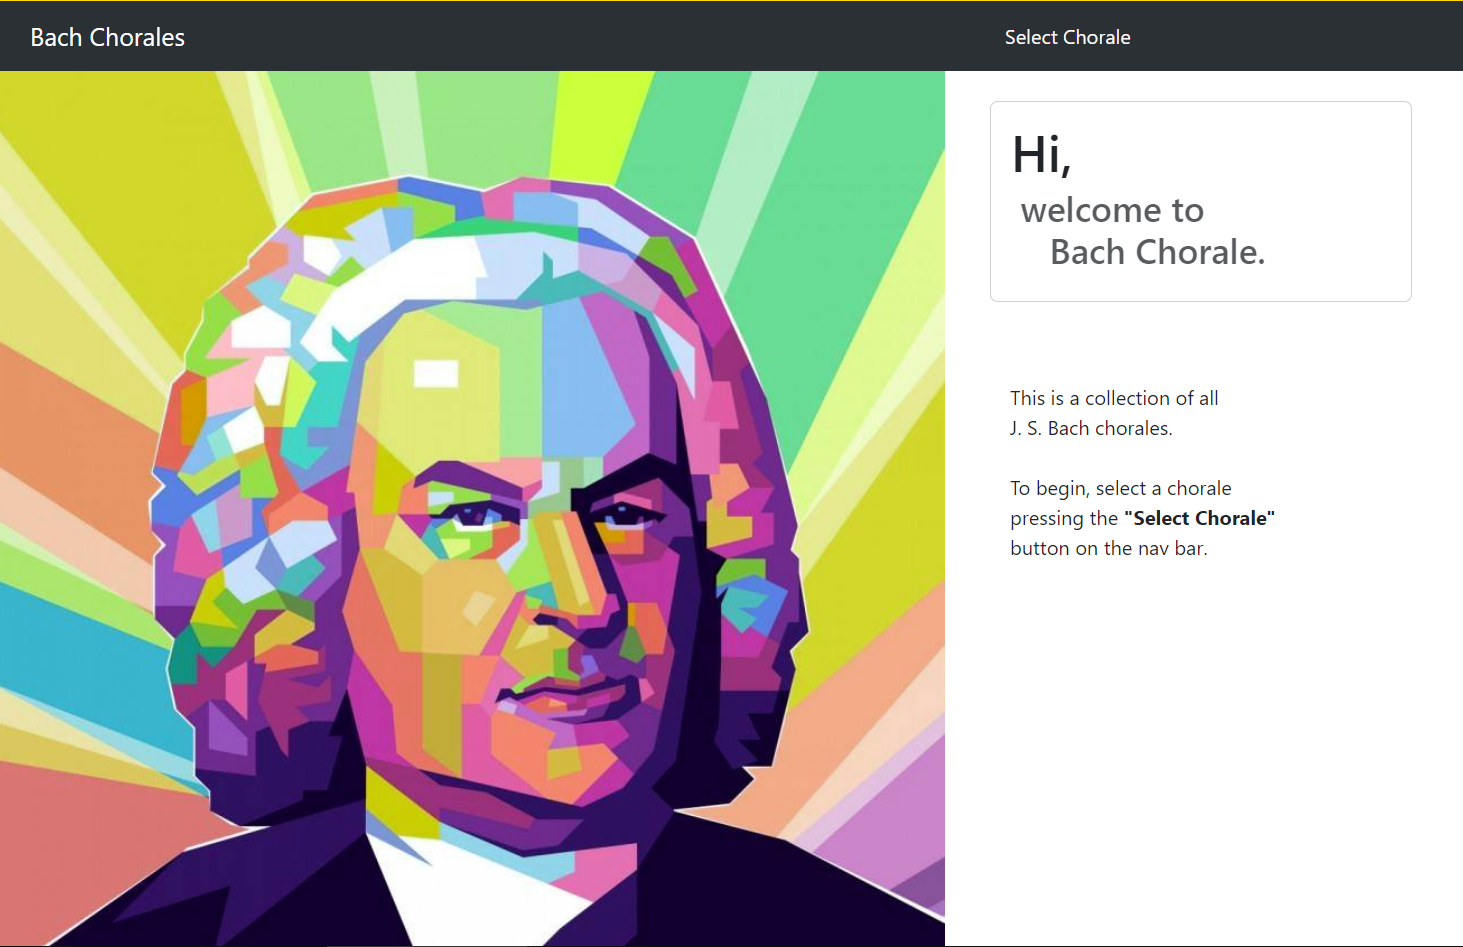 Bach Chorales
Select Chorale
Hi,
welcome to
Bach Chorale.
This is a collection of all
J. S. Bach chorales.
To begin, select a chorale
pressing the "Select Chorale"
button on the nav bar.